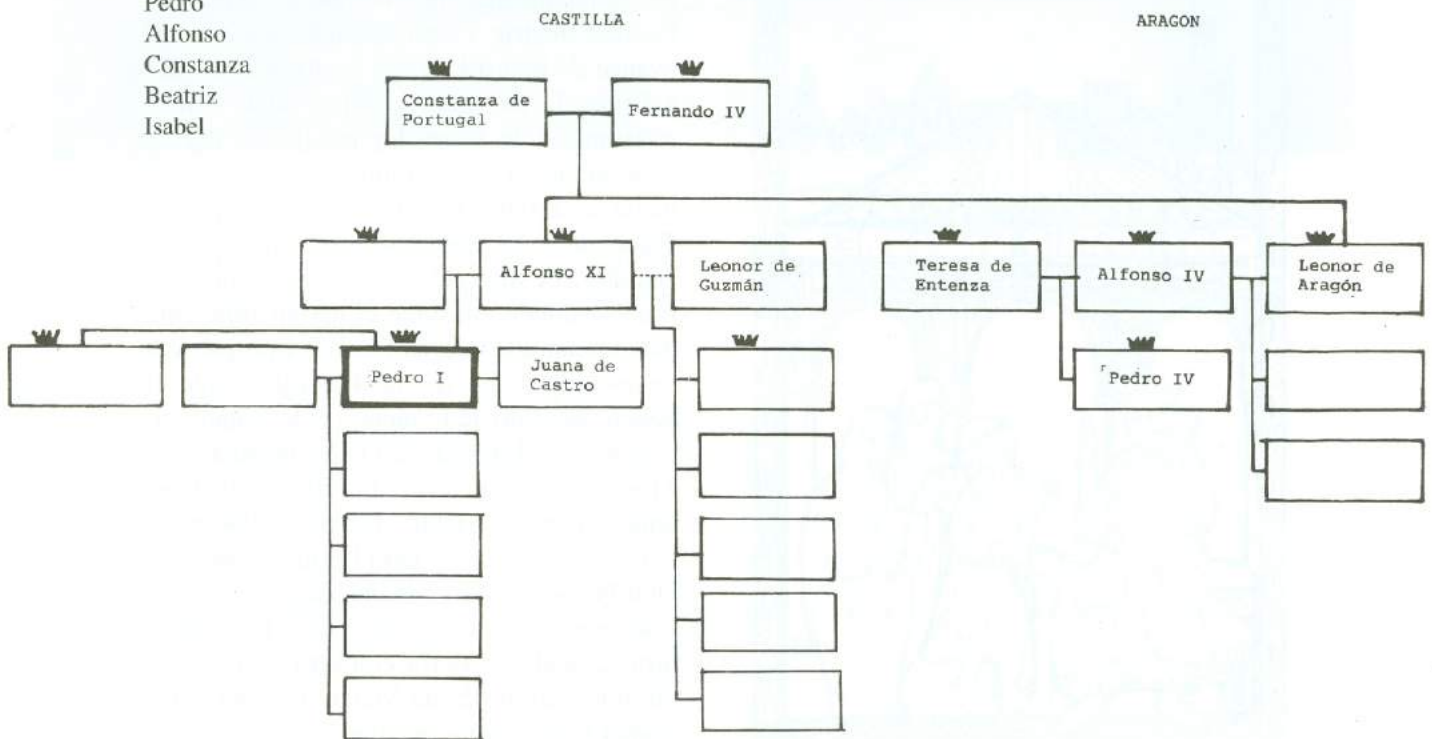 Pedro
Alfonso
Constanza
Beatriz
Isabel
CASTILLA
ARAGON
Constanza de
Portugal
Fernando IV
Alfonso XI
Leonor de
Guzmán
Teresa de
Entenza
Alfonso IV
Leonor de
Aragón
Pedro I
Juana de
Castro
Pedro IV